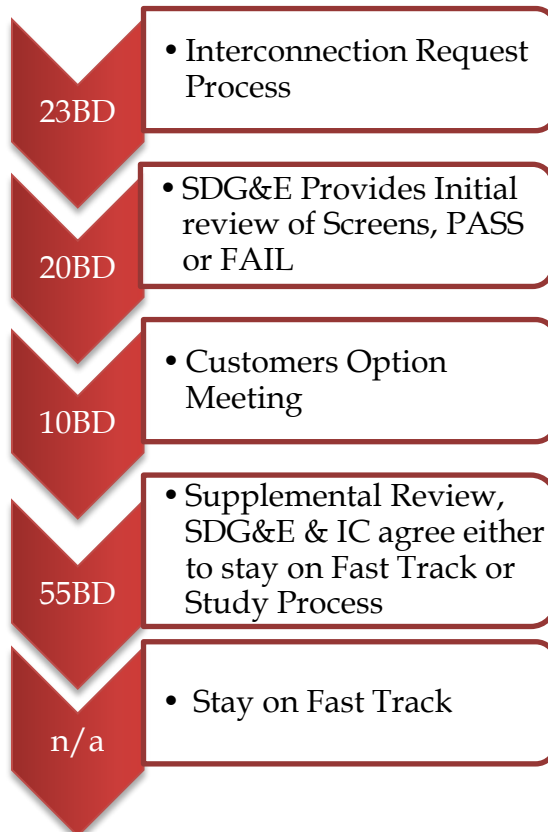 23BD
• Interconnection Request
Process
20BD
• SDG&E Provides Initial
review of Screens, PASS
or FAIL
10BD
• Customers Option
Meeting
55BD
• Supplemental Review,
SDG&E & IC agree either
to stay on Fast Track or
Study Process
n/a
• Stay on Fast Track